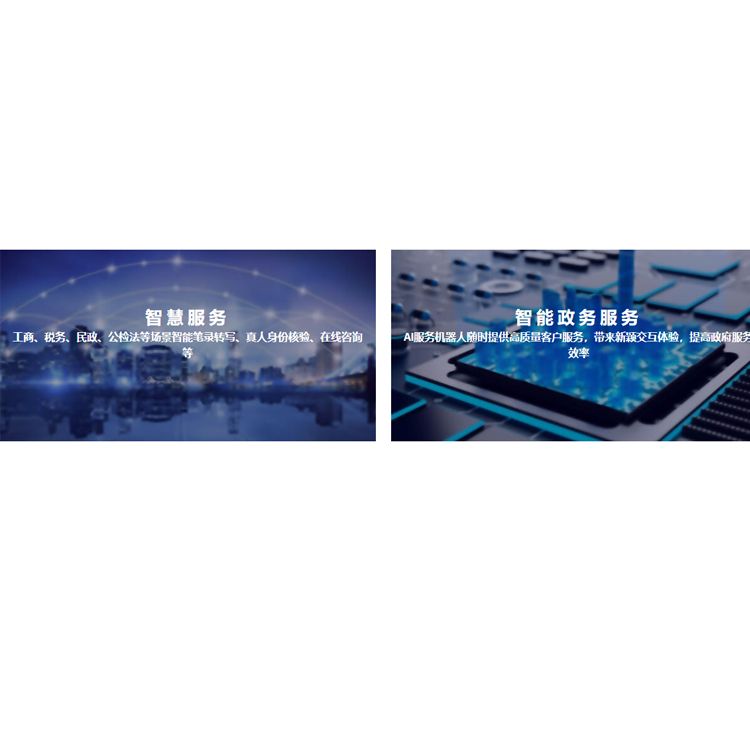 智慧服务
工商、税务、民政、公检法等场景智能笔录转写、真人身份核验、在线咨询
等
智能政务服务
AI服务机器人随时提供高质量客户服务，带来新颖交互体验，提高政府服务
效率